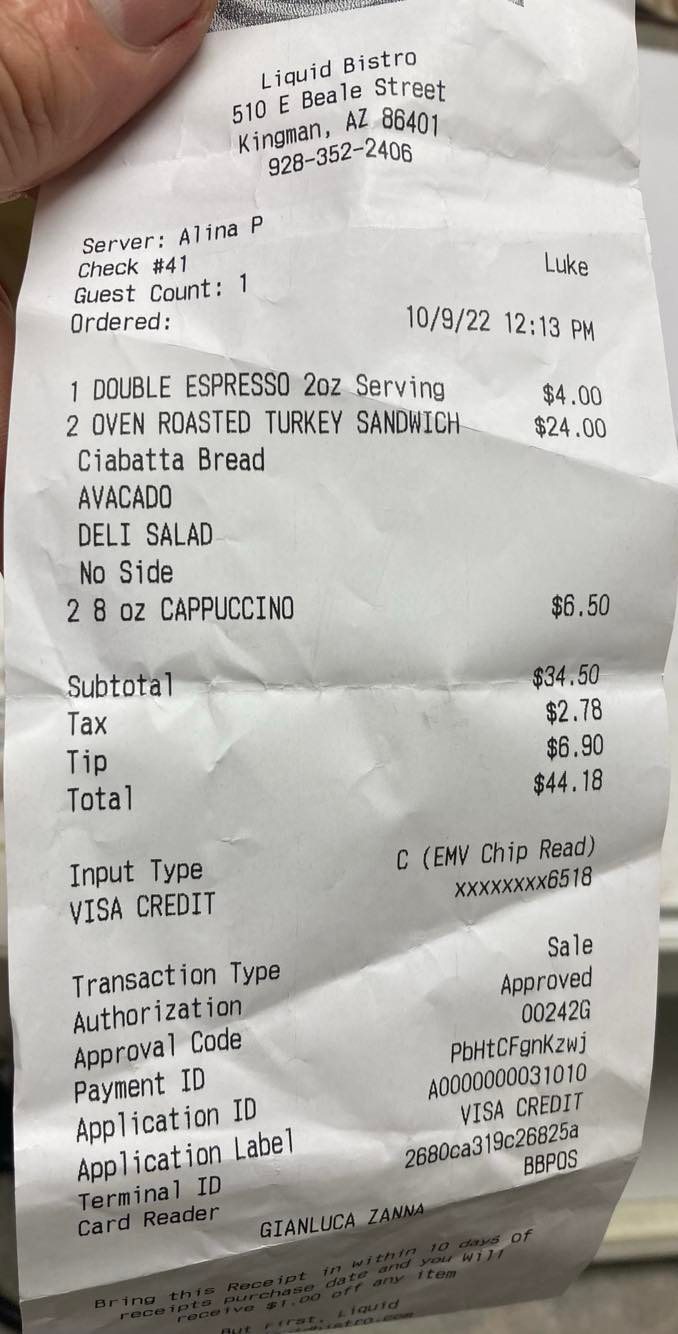 Liquid Bistro
510 E Beale Street
Kingman, AZ 86401
928-352-2406
Server: Alina P
Check #41 Luke
Guest Count: 1
Ordered: 10/9/22 12:13 PM
1 DOUBLE ESPRESSO 2oz Serving $4.00
2 OVEN ROASTED TURKEY SANDWICH $24.00
Ciabatta Bread
AVACADO
DELI SALAD
No Side
2 8 oz CAPPUCCINO $6.50
Subtotal $34.50
Tax $2.78
Tip $6.90
Total $44.18
Input Type C (EMV Chip Read)
VISA CREDIT xxxxxxxx6518
Transaction Type Sale
Authorization Approved
Approval Code 00242G
Payment ID PbHtCFgnKzwj
Application ID A0000000031010
Application Label VISA CREDIT
Terminal ID 2680ca319c26825a
Card Reader BBPOS
GIANLUCA ZANNA
Bring this Receipt in within 10 days of
receipts purchase date and you will
receive $1.00 off any item
But First, Liquid